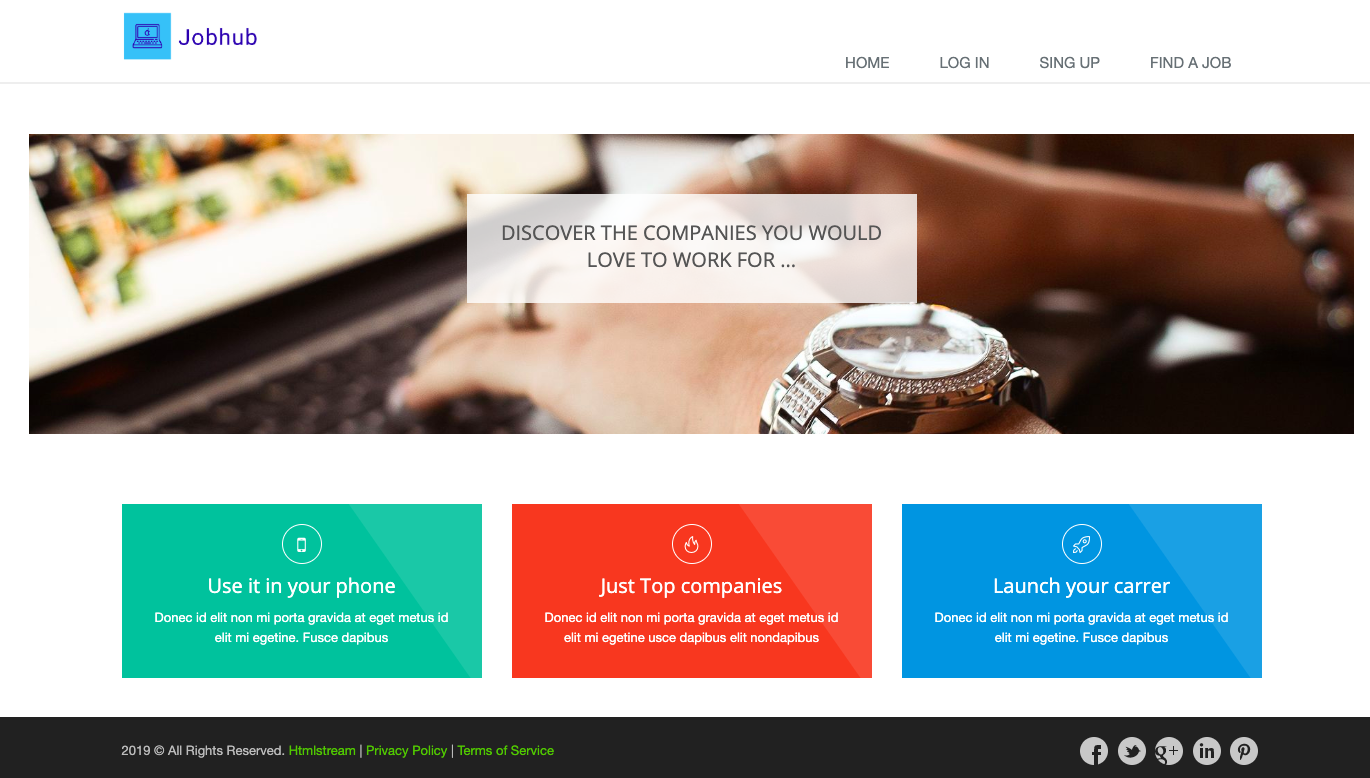 Jobhub
HOME LOG IN SING UP FIND A JOB
DISCOVER THE COMPANIES YOU WOULD
LOVE TO WORK FOR ...
Use it in your phone
Donec id elit non mi porta gravida at eget metus id
elit mi egetine. Fusce dapibus
Just Top companies
Donec id elit non mi porta gravida at eget metus id
elit mi egetine usce dapibus elit nondapibus
Launch your carrer
Donec id elit non mi porta gravida at eget metus id
elit mi egetine. Fusce dapibus
2019 © All Rights Reserved. Htmlstream | Privacy Policy | Terms of Service